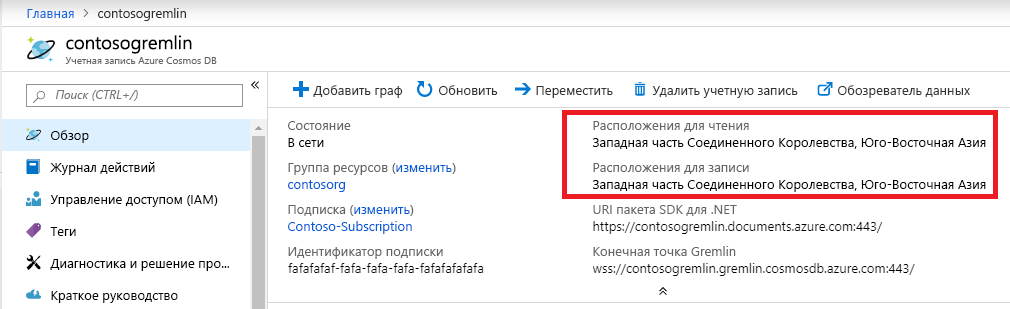 Главная > contosogremlin
contosogremlin
Учетная запись Azure Cosmos DB
Поиск (CTRL+/)
«
Обзор
Журнал действий
Управление доступом (IAM)
Теги
Диагностика и решение про...
Краткое руководство
Добавить граф
Обновить
Переместить
Удалить учетную запись
Обозреватель данных
Состояние
В сети
Группа ресурсов (изменить)
contosorg
Подписка (изменить)
Contoso-Subscription
Идентификатор подписки
fafafafaf-fafa-fafa-fafa-fafafafafafa
Расположения для чтения
Западная часть Соединенного Королевства, Юго-Восточная Азия
Расположения для записи
Западная часть Соединенного Королевства, Юго-Восточная Азия
URI пакета SDK для .NET
https://contosogremlin.documents.azure.com:443/
Конечная точка Gremlin
wss://contosogremlin.gremlin.cosmosdb.azure.com:443/